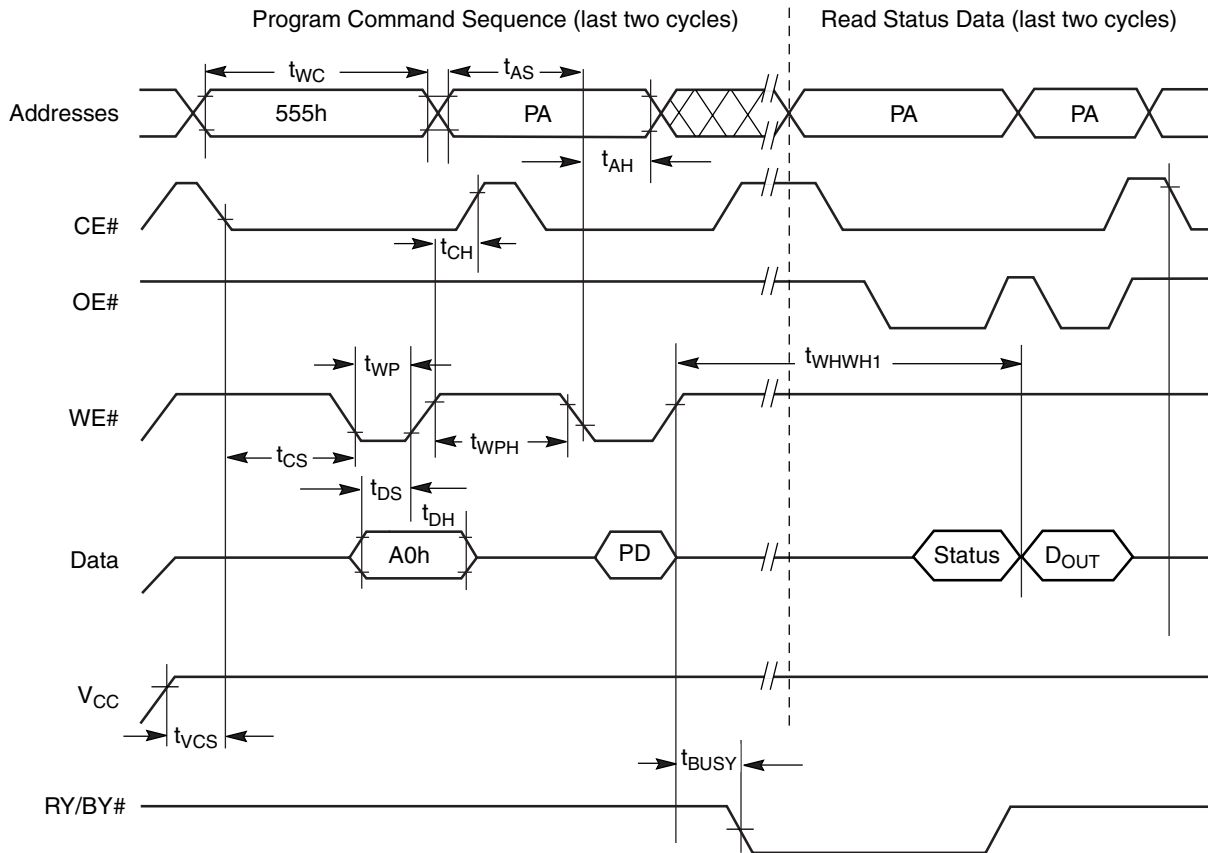 Program Command Sequence (last two cycles)
Read Status Data (last two cycles)
tWC
tAS
Addresses
555h
PA
PA
PA
tAH
CE#
tCH
OE#
tWP
tWHWH1
WE#
tWPH
tCS
tDS
tDH
Data
A0h
PD
Status
DOUT
VCC
tVCS
tBUSY
RY/BY#